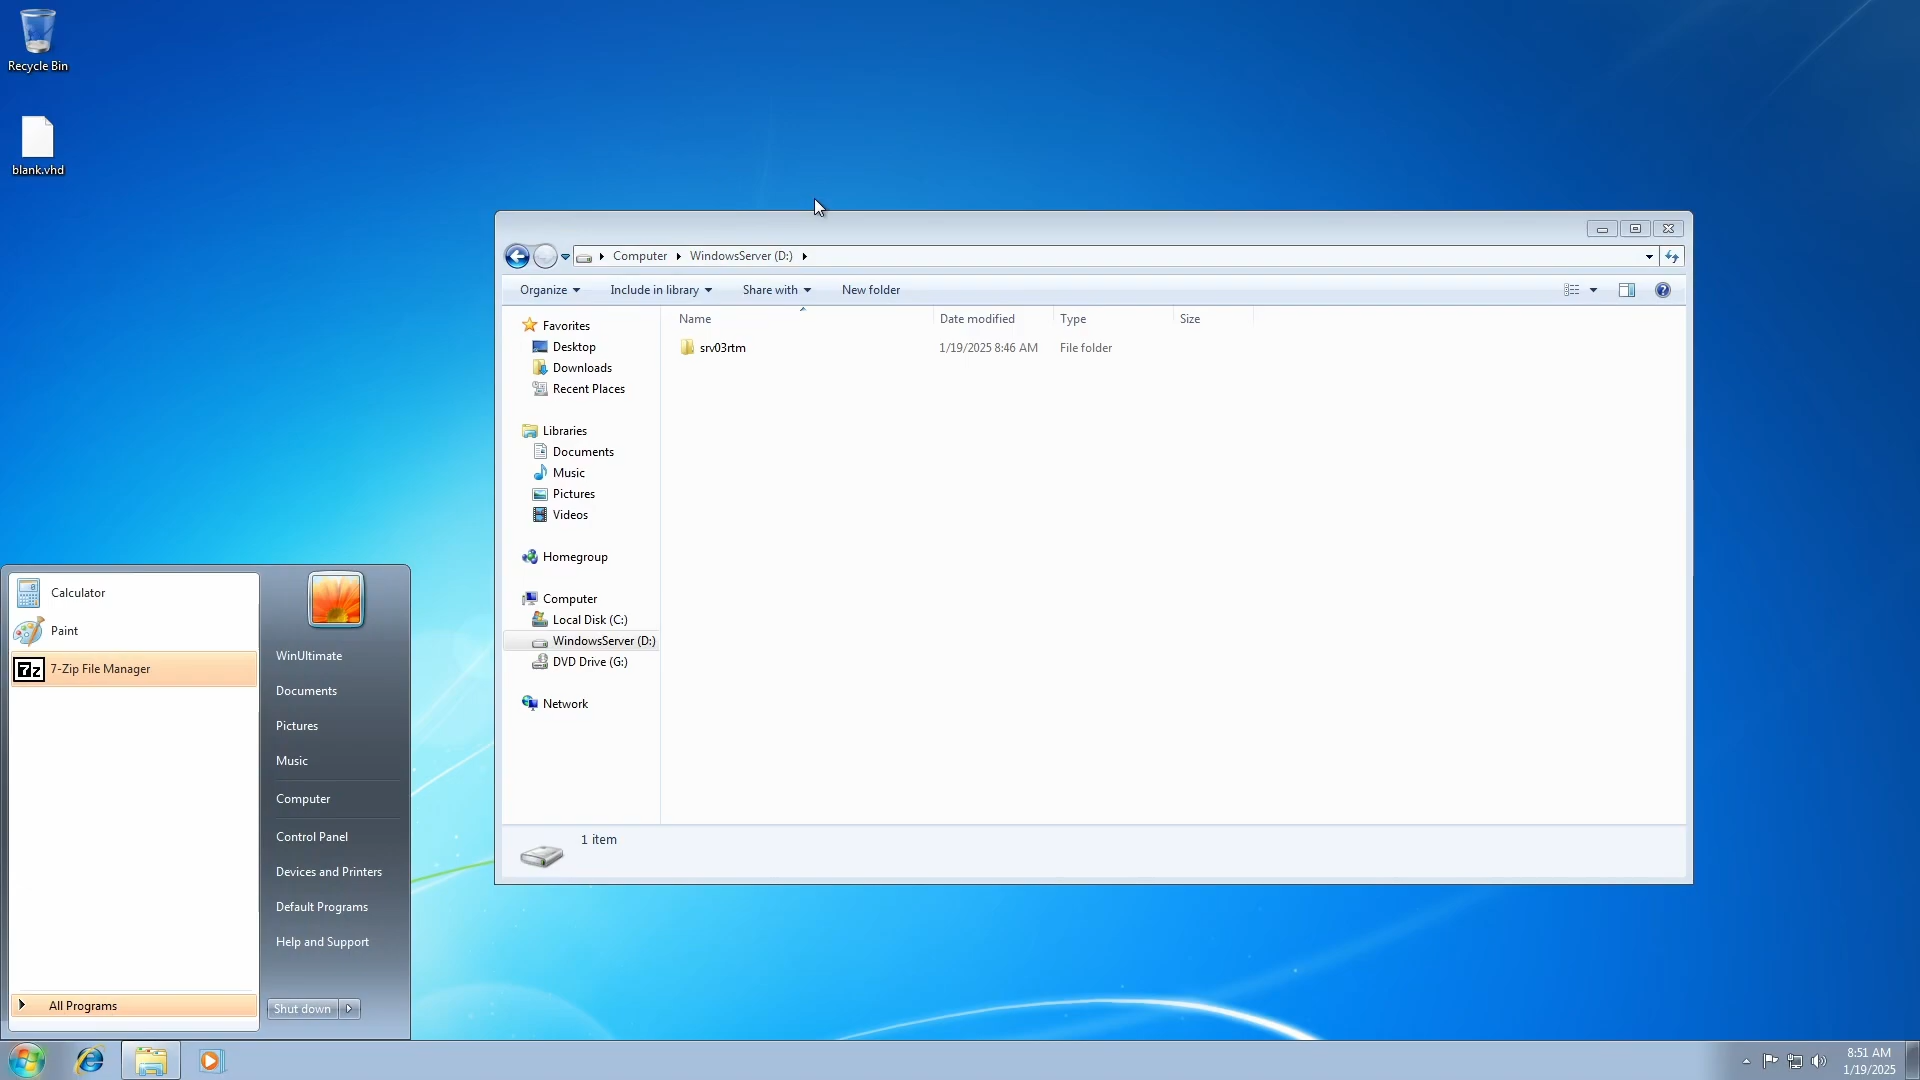 Recycle Bin
blank.vhd
Computer
WindowsServer (D:)
Organize
Include in library
Share with
New folder
Name
Date modified
Type
Size
srv03rtm
1/19/2025 8:46 AM
File folder
Favorites
Desktop
Downloads
Recent Places
Libraries
Documents
Music
Pictures
Videos
Homegroup
Computer
Local Disk (C:)
WindowsServer (D:)
DVD Drive (G:)
Network
1 item
Calculator
Paint
7z
7-Zip File Manager
All Programs
WinUltimate
Documents
Pictures
Music
Computer
Control Panel
Devices and Printers
Default Programs
Help and Support
Shut down
8:51 AM
1/19/2025